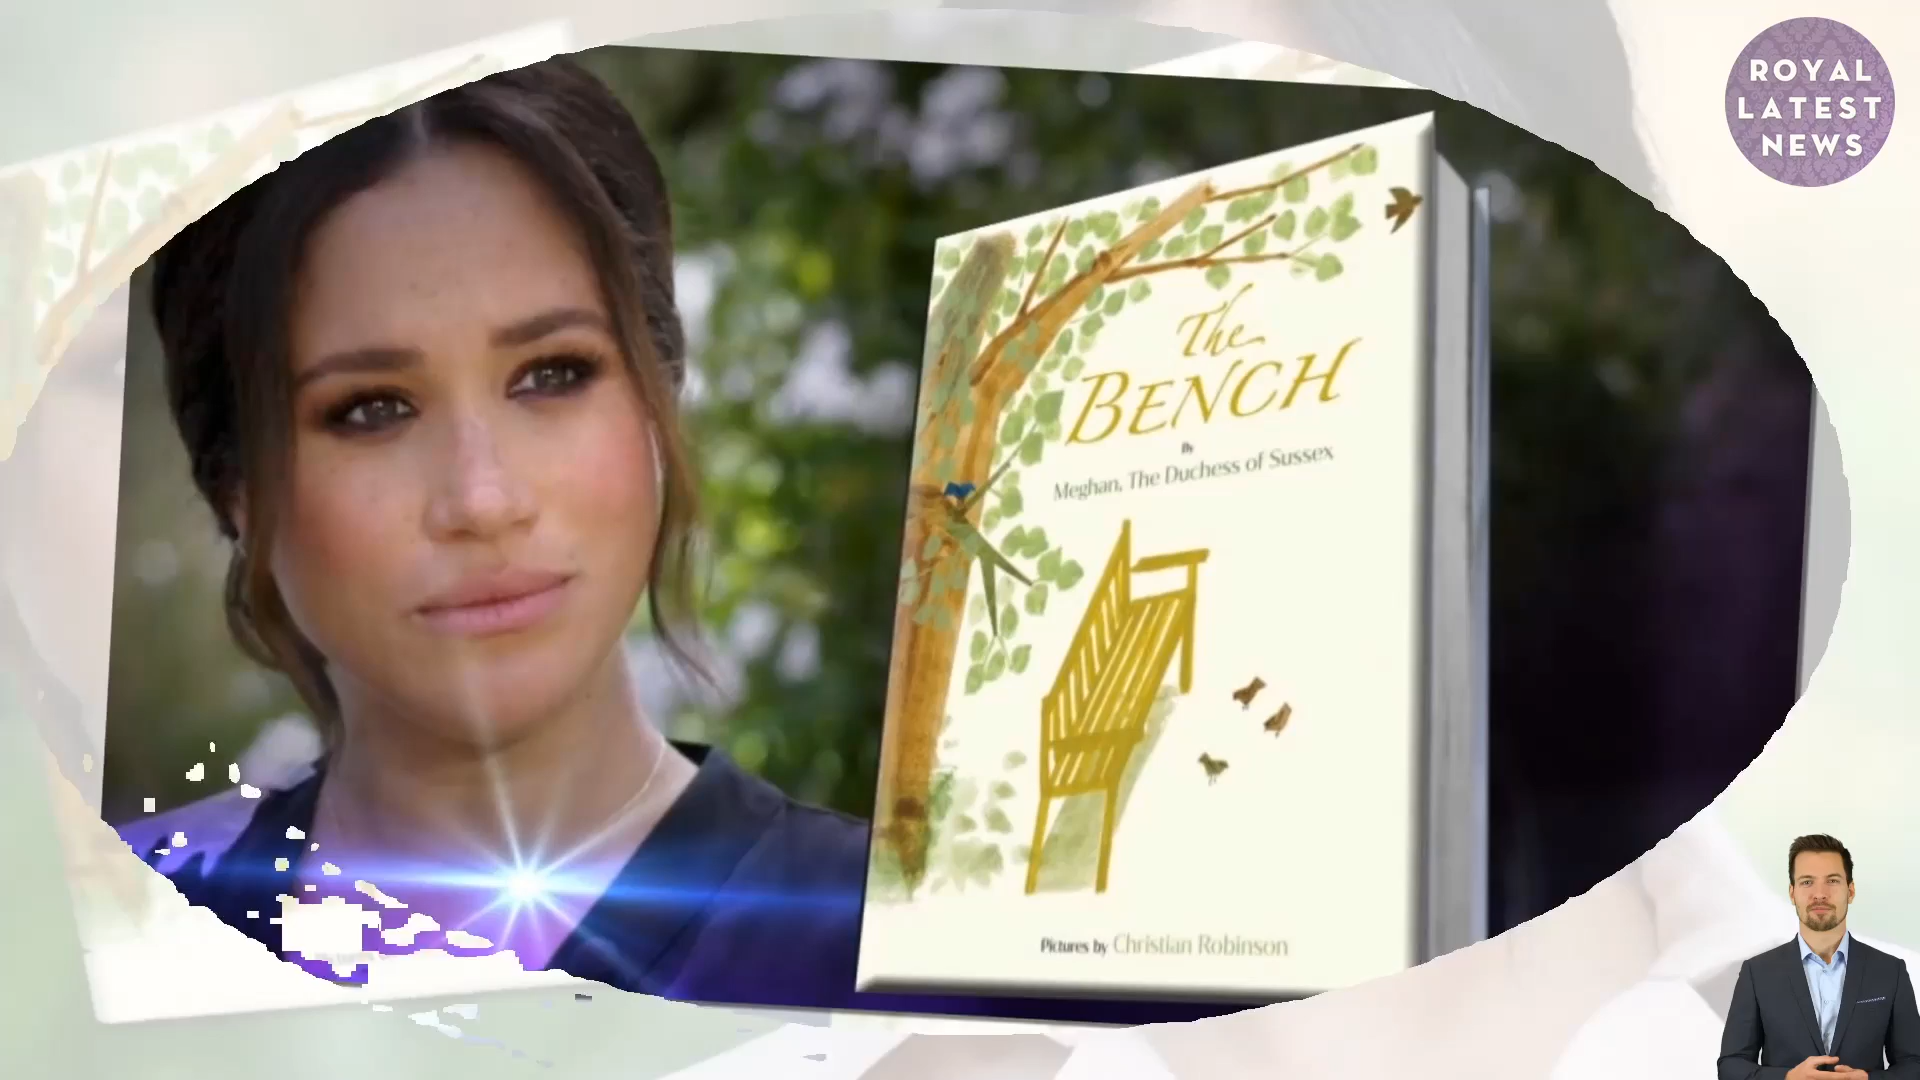 ROYAL
LATEST
NEWS
The
BENCH
By
Meghan, The Duchess of Sussex
Pictures by Christian Robinson